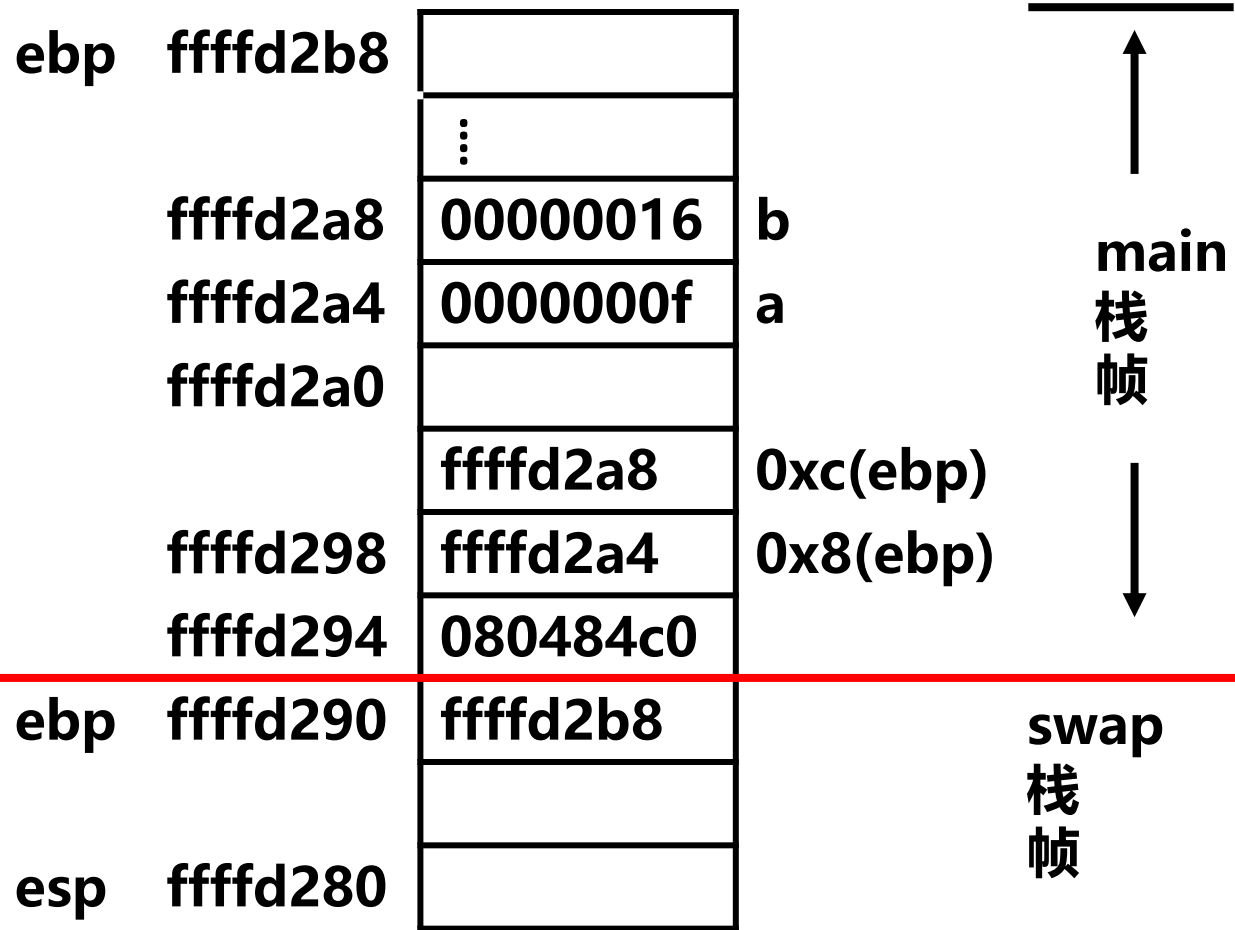 ebp ffffd2b8
⋮
ffffd2a8 00000016 b
ffffd2a4 0000000f a
ffffd2a0
ffffd2a8 0xc(ebp)
ffffd298 ffffd2a4 0x8(ebp)
ffffd294 080484c0
main
栈
帧
ebp ffffd290 ffffd2b8
esp ffffd280
swap
栈
帧